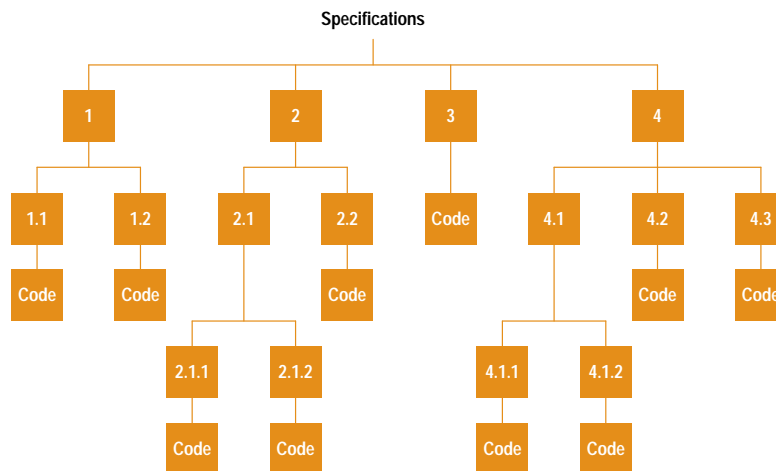 Specifications
1
2
3
4
1.1
1.2
2.1
2.2
Code
4.1
4.2
4.3
Code
Code
Code
Code
Code
2.1.1
2.1.2
4.1.1
4.1.2
Code
Code
Code
Code